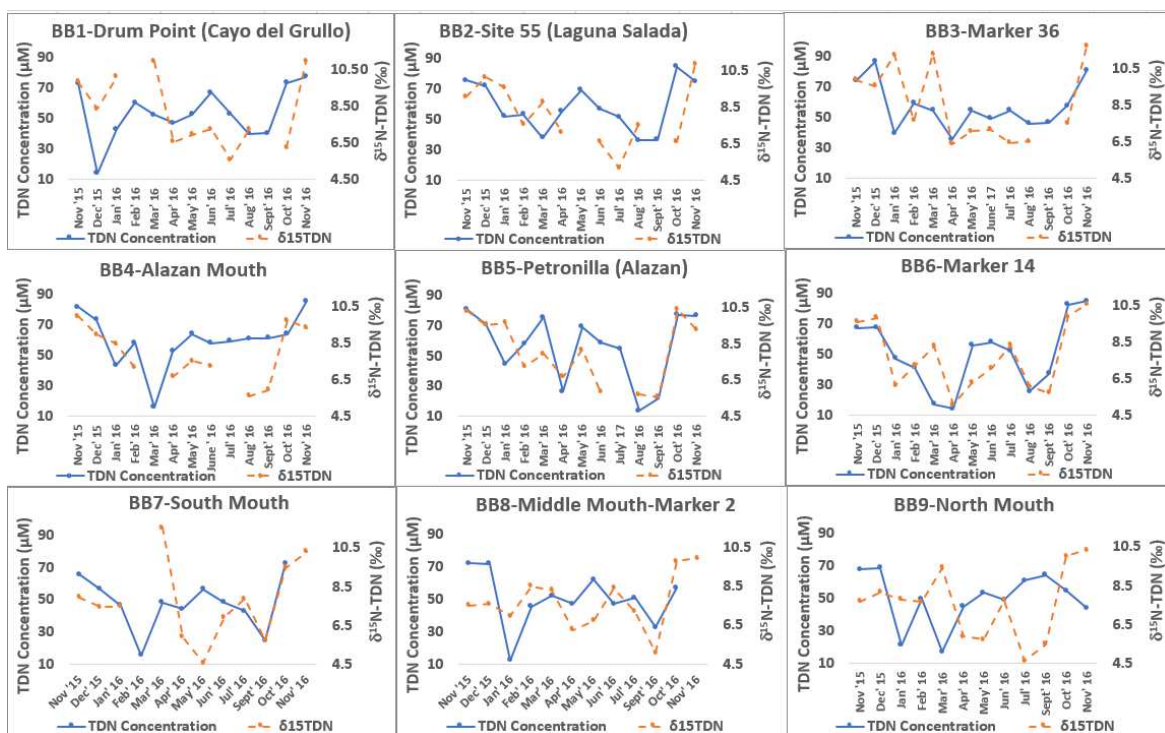 BB1-Drum Point (Cayo del Grullo)
TDN Concentration (µM)
90
70
50
30
10
10.50
8.50
6.50
4.50
δ¹⁵N-TDN (‰)
Nov '15
Dec '15
Jan' 16
Feb' 16
Mar' 16
Apr' 16
May '16
Jun' 16
Jul' 16
Aug' 16
Sept' 16
Oct' 16
Nov' 16
TDN Concentration
δ15TDN
BB2-Site 55 (Laguna Salada)
TDN Concentration (µM)
90
70
50
30
10
10.5
8.5
6.5
4.5
δ¹⁵N-TDN (‰)
Nov '15
Dec '15
Jan' 16
Feb' 16
Mar' 16
Apr' 16
May '16
Jun' 16
Jul' 16
Aug' 16
Sept' 16
Oct' 16
Nov' 16
TDN Concentration
δ15TDN
BB3-Marker 36
TDN Concentration (µM)
90
70
50
30
10
10.5
8.5
6.5
4.5
δ¹⁵N-TDN (‰)
Nov '15
Dec '15
Jan' 16
Feb' 16
Mar' 16
Apr' 16
May '16
June' 17
Jul' 16
Aug' 16
Sept' 16
Oct' 16
Nov' 16
TDN Concentration
δ15TDN
BB4-Alazan Mouth
TDN Concentration (µM)
90
70
50
30
10
10.5
8.5
6.5
4.5
δ¹⁵N-TDN (‰)
Nov '15
Dec '15
Jan' 16
Feb' 16
Mar' 16
Apr' 16
May '16
June' 16
Jul' 16
Aug' 16
Sept' 16
Oct' 16
Nov' 16
TDN Concentration
δ15TDN
BB5-Petronilla (Alazan)
TDN Concentration (µM)
90
70
50
30
10
10.5
8.5
6.5
4.5
δ¹⁵N-TDN (‰)
Nov '15
Dec '15
Jan' 16
Feb' 16
Mar' 16
Apr' 16
May '16
Jun' 16
July' 17
Aug' 16
Sept' 16
Oct' 16
Nov' 16
TDN Concentration
δ15TDN
BB6-Marker 14
TDN Concentration (µM)
90
70
50
30
10
10.5
8.5
6.5
4.5
δ¹⁵N-TDN (‰)
Nov '15
Dec '15
Jan' 16
Feb' 16
Mar' 16
Apr' 16
May '16
Jun' 16
Jul' 16
Aug' 16
Sept' 16
Oct' 16
Nov' 16
TDN Concentration
δ15TDN
BB7-South Mouth
TDN Concentration (µM)
90
70
50
30
10
10.5
8.5
6.5
4.5
δ¹⁵N-TDN (‰)
Nov '15
Dec '15
Jan' 16
Feb' 16
Mar' 16
Apr' 16
May '16
Jun' 16
Jul' 16
Sept' 16
Oct' 16
Nov' 16
TDN Concentration
δ15TDN
BB8-Middle Mouth-Marker 2
TDN Concentration (µM)
90
70
50
30
10
10.5
8.5
6.5
4.5
δ¹⁵N-TDN (‰)
Nov '15
Dec '15
Jan' 16
Feb' 16
Mar' 16
Apr' 16
May '16
Jun' 16
Jul' 16
Sept' 16
Oct' 16
Nov' 16
TDN Concentration
δ15TDN
BB9-North Mouth
TDN Concentration (µM)
90
70
50
30
10
10.5
8.5
6.5
4.5
δ¹⁵N-TDN (‰)
Nov '15
Dec '15
Jan' 16
Feb' 16
Mar' 16
Apr' 16
May '16
Jun' 16
Jul' 16
Sept' 16
Oct' 16
Nov' 16
TDN Concentration
δ15TDN